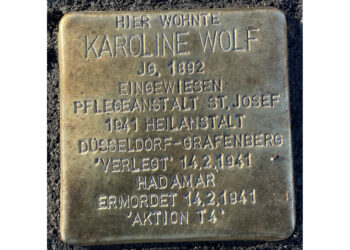 HIER WOHNTE
KAROLINE WOLF
JG. 1892
EINGEWIESEN
PFLEGEANSTALT ST. JOSEF
1941 HEILANSTALT
DÜSSELDORF-GRAFENBERG
'VERLEGT' 14.2.1941
HADAMAR
ERMORDET 14.2.1941
'AKTION T4'